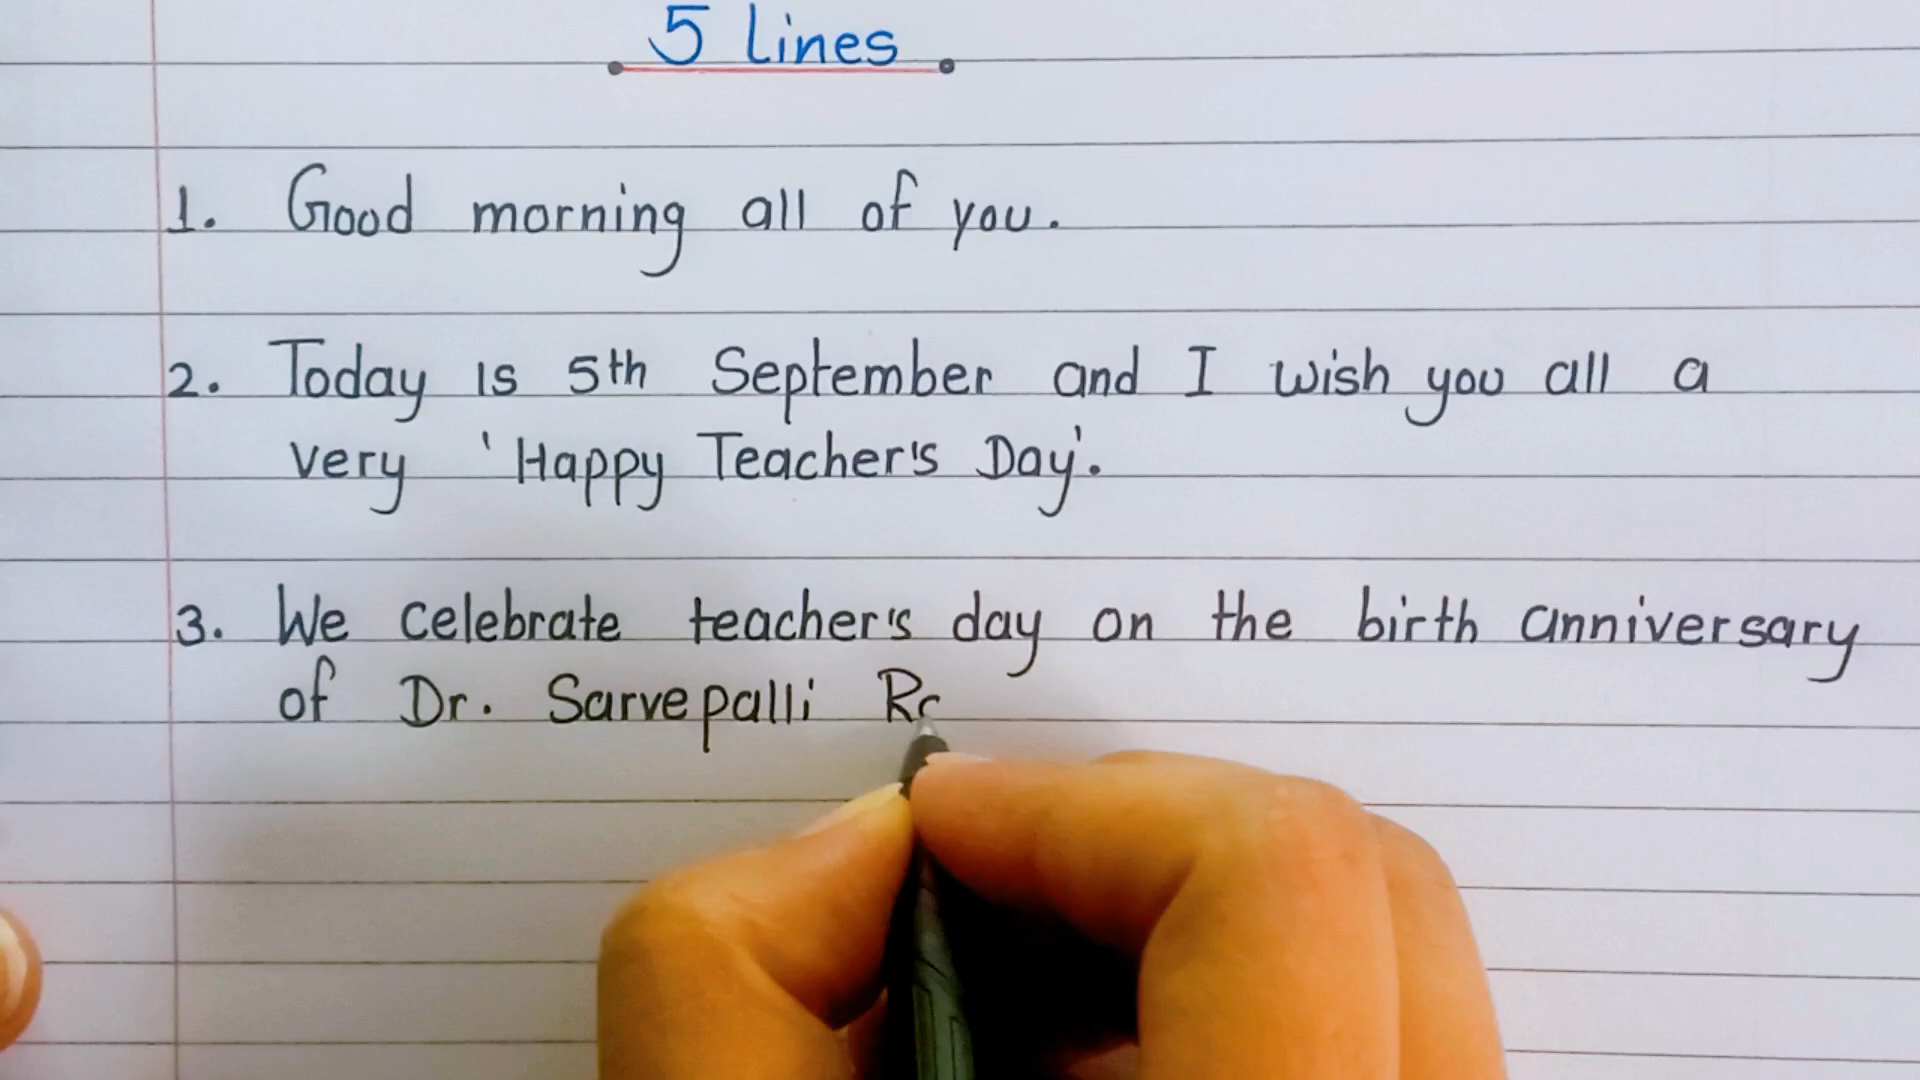 5 lines
1. Good morning all of you.
2. Today is 5th September and I wish you all a
very 'Happy Teacher's Day'.
3. We celebrate teacher's day on the birth anniversary
of Dr. Sarvepalli R